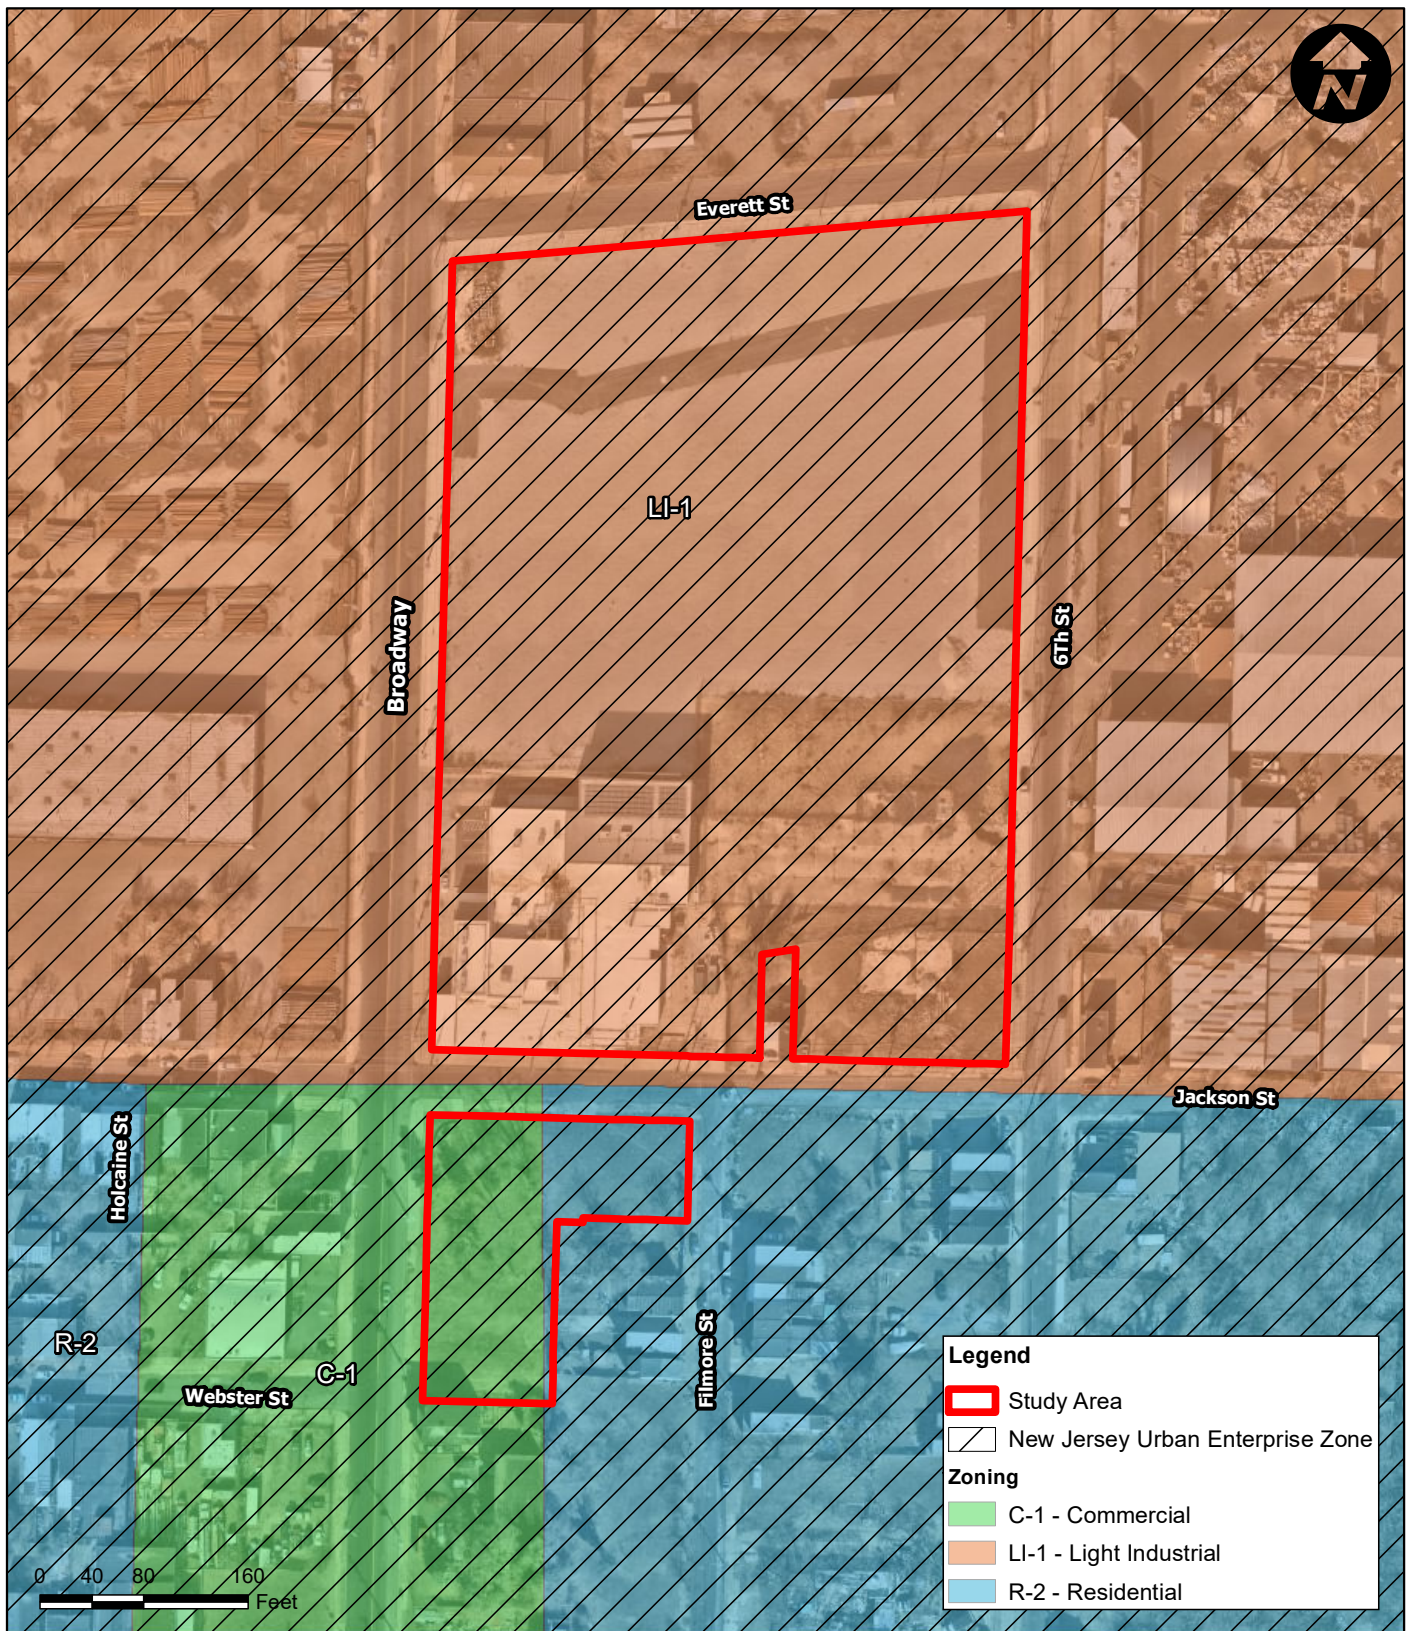 N
Everett St
LI-1
Broadway
6Th St
Jackson St
Holcaine St
R-2
C-1
Webster St
Filmore St
Legend
Study Area
New Jersey Urban Enterprise Zone
Zoning
C-1 - Commercial
LI-1 - Light Industrial
R-2 - Residential
0 40 80 160
Feet